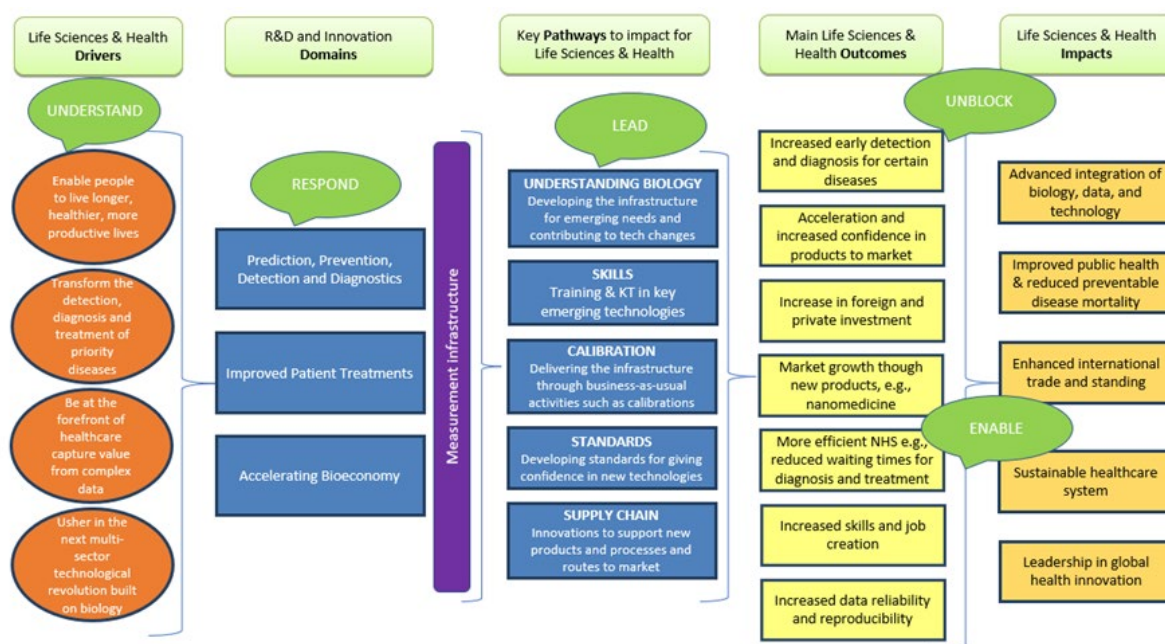 Life Sciences & Health
Drivers
R&D and Innovation
Domains
Key Pathways to impact for
Life Sciences & Health
Main Life Sciences &
Health Outcomes
Life Sciences & Health
Impacts
UNDERSTAND
Enable people
to live longer,
healthier, more
productive lives
Transform the
detection,
diagnosis and
treatment of
priority
diseases
Be at the
forefront of
healthcare
capture value
from complex
data
Usher in the
next multi-
sector
technological
revolution built
on biology
RESPOND
Prediction, Prevention,
Detection and Diagnostics
Improved Patient Treatments
Accelerating Bioeconomy
Measurement infrastructure
LEAD
UNDERSTANDING BIOLOGY
Developing the infrastructure
for emerging needs and
contributing to tech changes
SKILLS
Training & KT in key
emerging technologies
CALIBRATION
Delivering the infrastructure
through business-as-usual
activities such as calibrations
STANDARDS
Developing standards for giving
confidence in new technologies
SUPPLY CHAIN
Innovations to support new
products and processes and
routes to market
Increased early detection
and diagnosis for certain
diseases
Acceleration and
increased confidence in
products to market
Increase in foreign and
private investment
Market growth though
new products, e.g.,
nanomedicine
More efficient NHS e.g.,
reduced waiting times for
diagnosis and treatment
Increased skills and job
creation
Increased data reliability
and reproducibility
UNBLOCK
ENABLE
Advanced integration of
biology, data, and
technology
Improved public health
& reduced preventable
disease mortality
Enhanced international
trade and standing
Sustainable healthcare
system
Leadership in global
health innovation